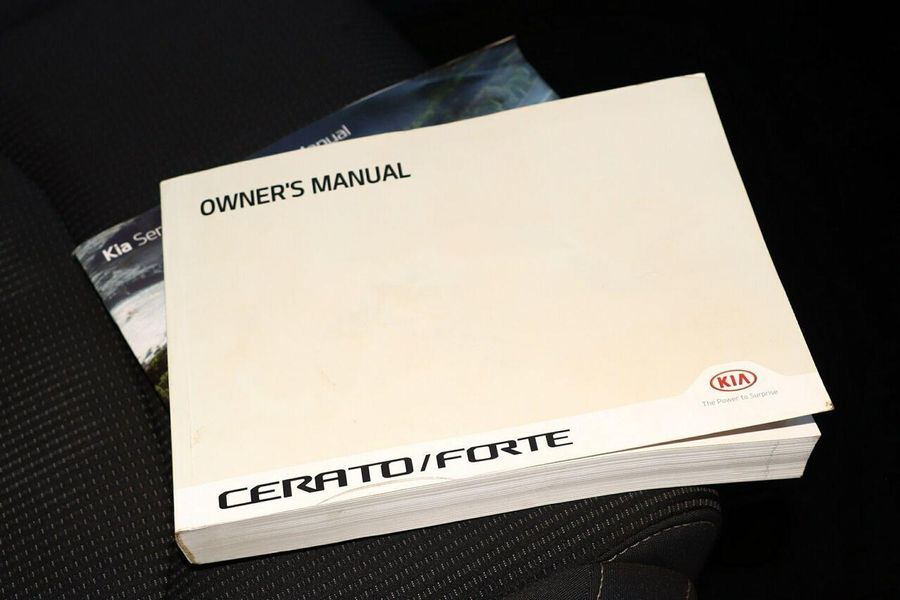 OWNER'S MANUAL
Kia
KIA
The Power to Surprise
CERATO/FORTE